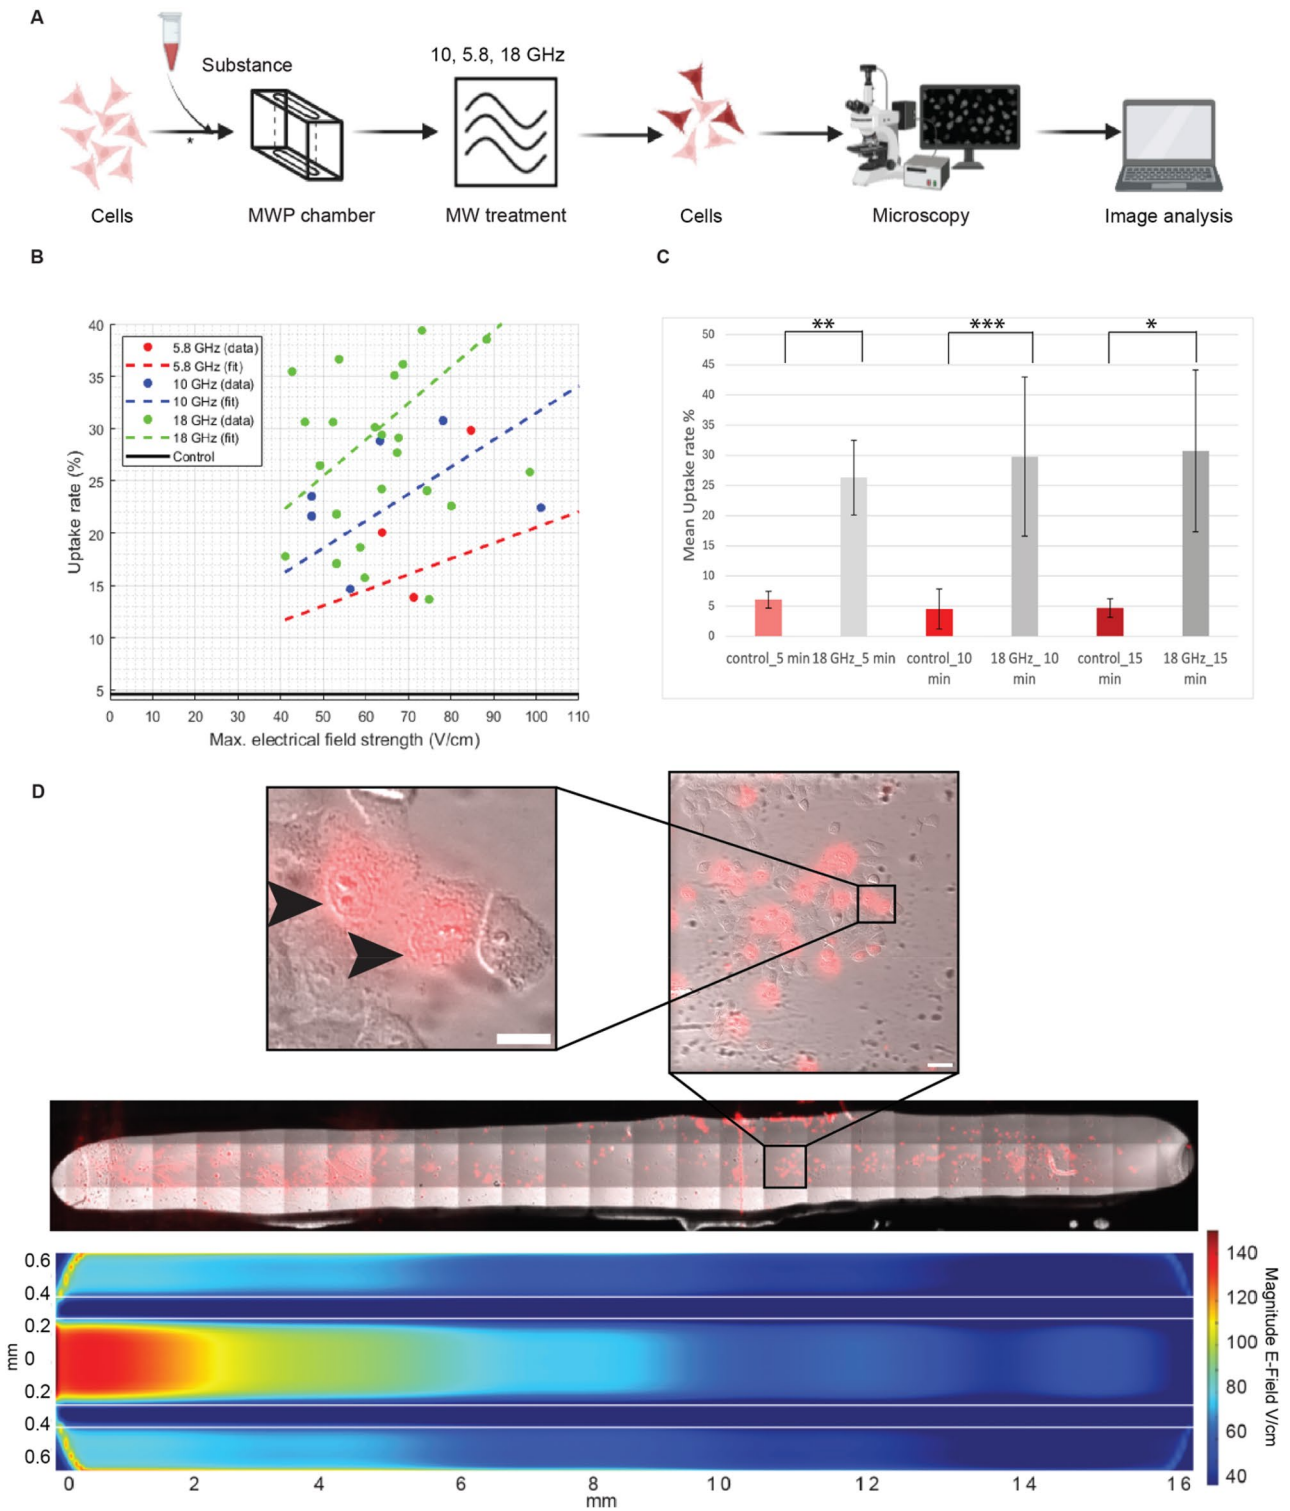 A
Substance
10, 5.8, 18 GHz
*
Cells
MWP chamber
MW treatment
Cells
Microscopy
Image analysis
B
40
35
30
25
20
15
10
5
Uptake rate (%)
5.8 GHz (data)
5.8 GHz (fit)
10 GHz (data)
10 GHz (fit)
18 GHz (data)
18 GHz (fit)
Control
0 10 20 30 40 50 60 70 80 90 100 110
Max. electrical field strength (V/cm)
C
** *** *
50
45
40
35
30
25
20
15
10
5
0
Mean Uptake rate %
control_5 min 18 GHz_5 min control_10 min 18 GHz_ 10 min control_15 min 18 GHz_15 min
D
0.6
0.4
0.2
0
0.2
0.4
0.6
mm
0 2 4 6 8 10 12 14 16
mm
140
120
100
80
60
40
Magnitude E-Field V/cm